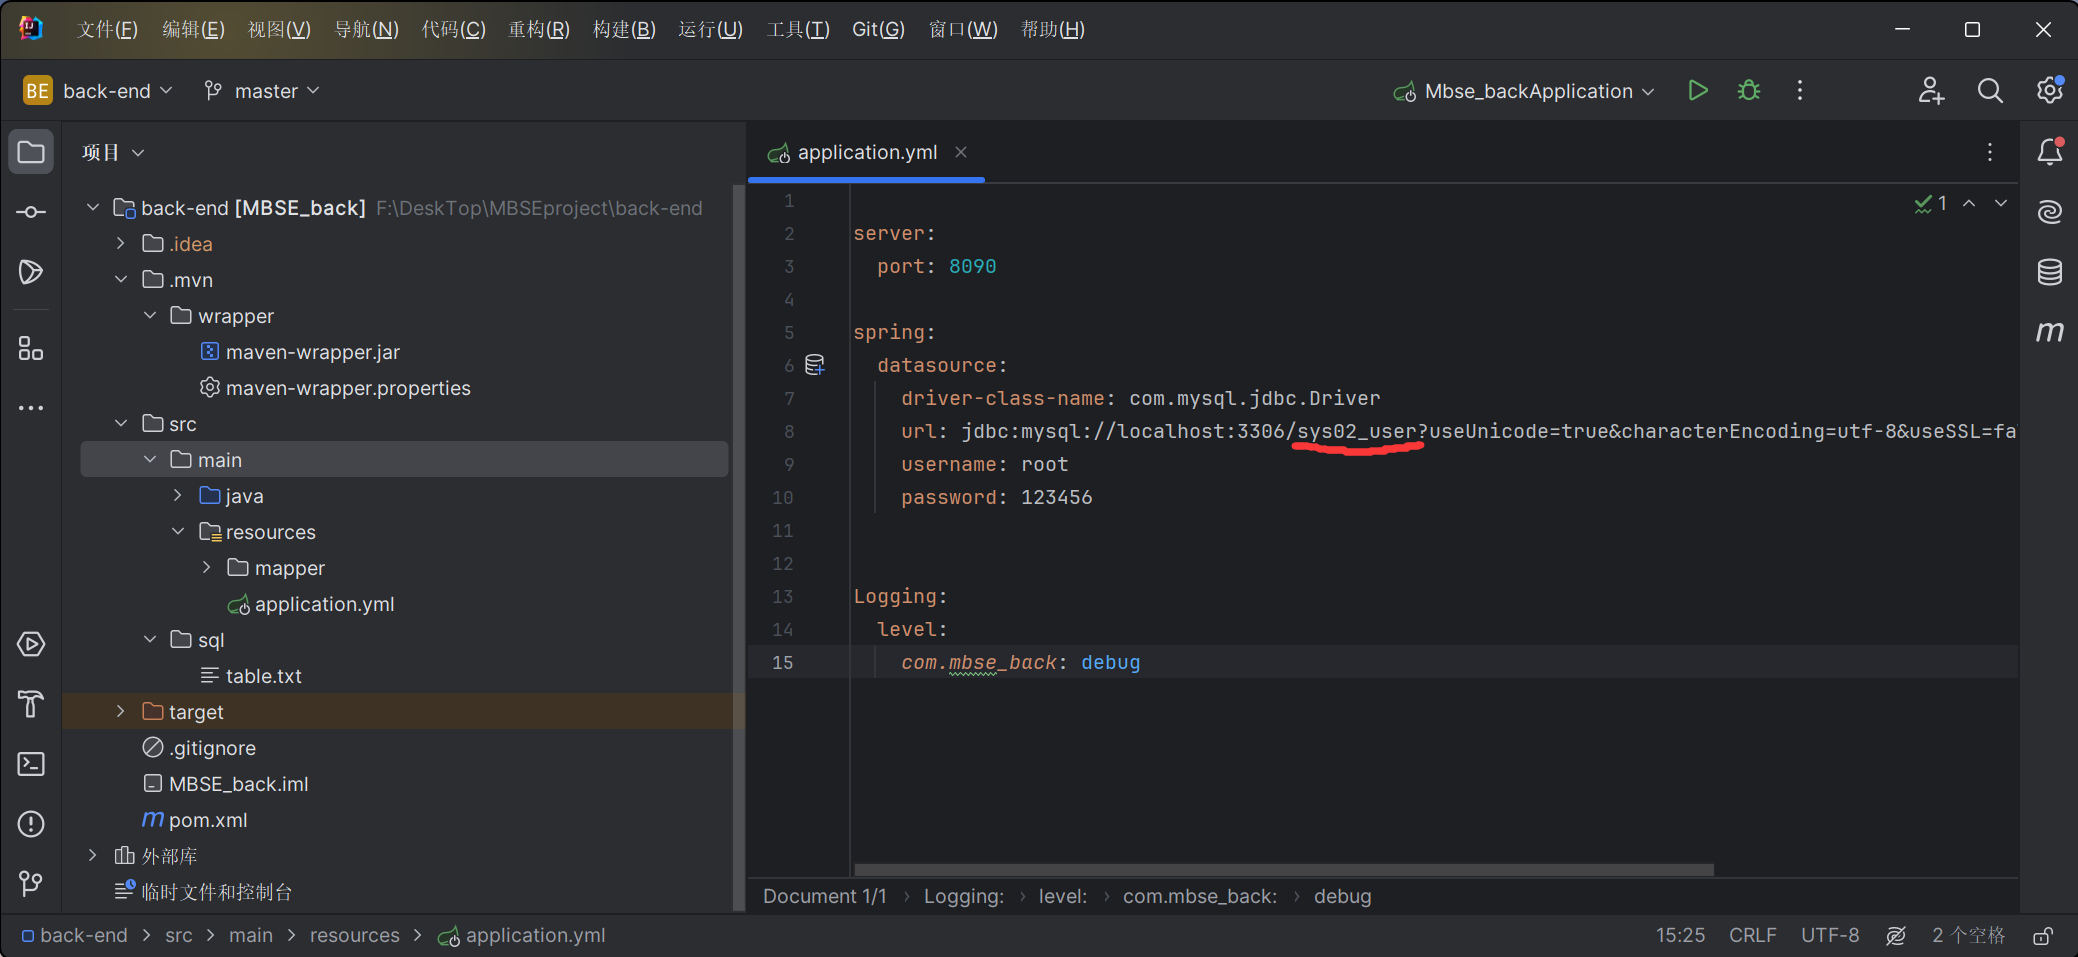 文件(F) 编辑(E) 视图(V) 导航(N) 代码(C) 重构(R) 构建(B) 运行(U) 工具(T) Git(G) 窗口(W) 帮助(H)
BE back-end master Mbse_backApplication
项目
back-end [MBSE_back] F:\DeskTop\MBSEproject\back-end
.idea
.mvn
wrapper
maven-wrapper.jar
maven-wrapper.properties
src
main
java
resources
mapper
application.yml
sql
table.txt
target
.gitignore
MBSE_back.iml
m pom.xml
外部库
临时文件和控制台
application.yml
1
1
2 server:
3   port: 8090
4
5 spring:
6   datasource:
7     driver-class-name: com.mysql.jdbc.Driver
8     url: jdbc:mysql://localhost:3306/sys02_user?useUnicode=true&characterEncoding=utf-8&useSSL=fa
9     username: root
10     password: 123456
11
12
13 Logging:
14   level:
15     com.mbse_back: debug
m
Document 1/1 › Logging: › level: › com.mbse_back: › debug
back-end › src › main › resources › application.yml 15:25 CRLF UTF-8 2 个空格